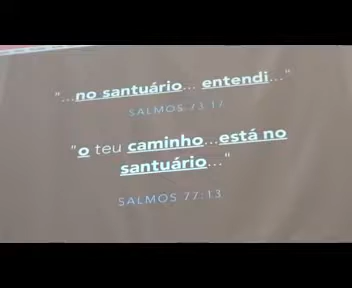 "...no santuário... entendi..."
SALMOS 73:17
"o teu caminho...está no
santuário..."
SALMOS 77:13